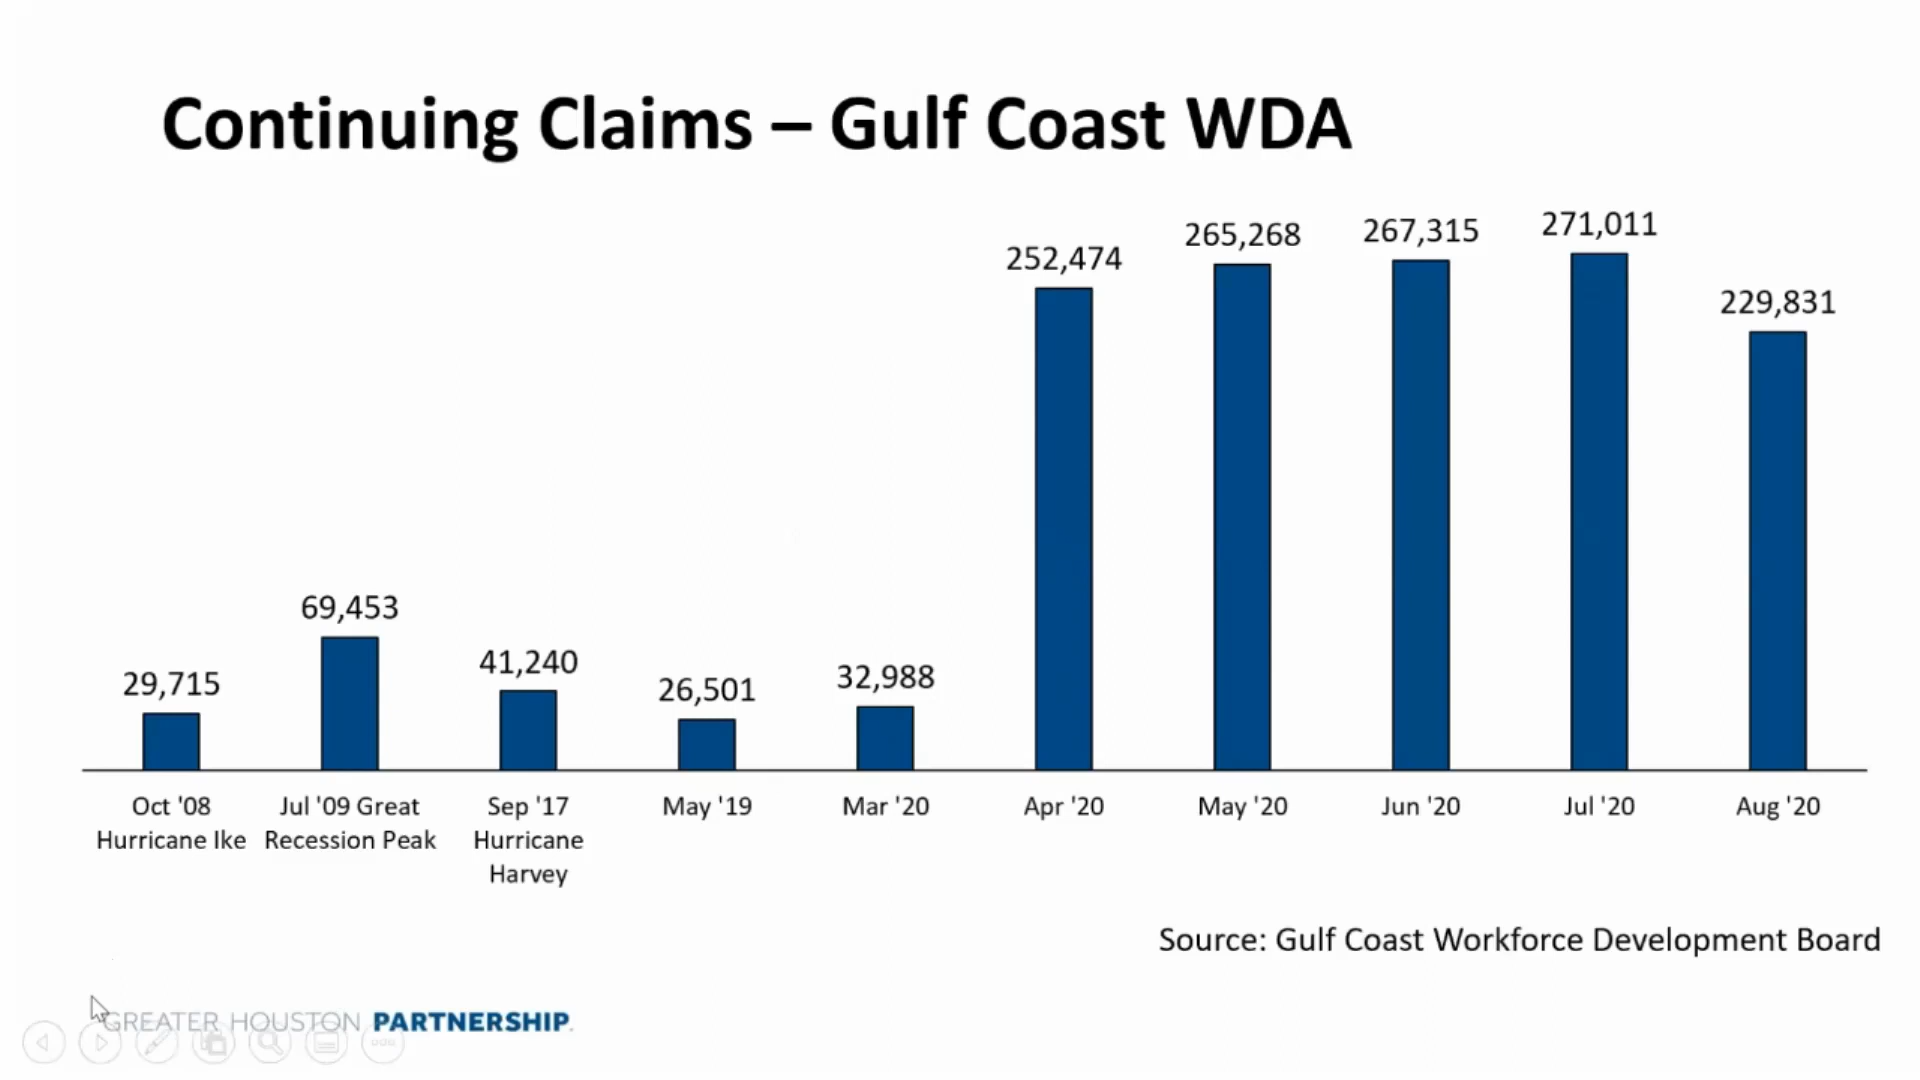 Continuing Claims – Gulf Coast WDA
29,715
69,453
41,240
26,501
32,988
252,474
265,268
267,315
271,011
229,831
Oct '08
Hurricane Ike
Jul '09 Great
Recession Peak
Sep '17
Hurricane
Harvey
May '19
Mar '20
Apr '20
May '20
Jun '20
Jul '20
Aug '20
Source: Gulf Coast Workforce Development Board
GREATER HOUSTON PARTNERSHIP.